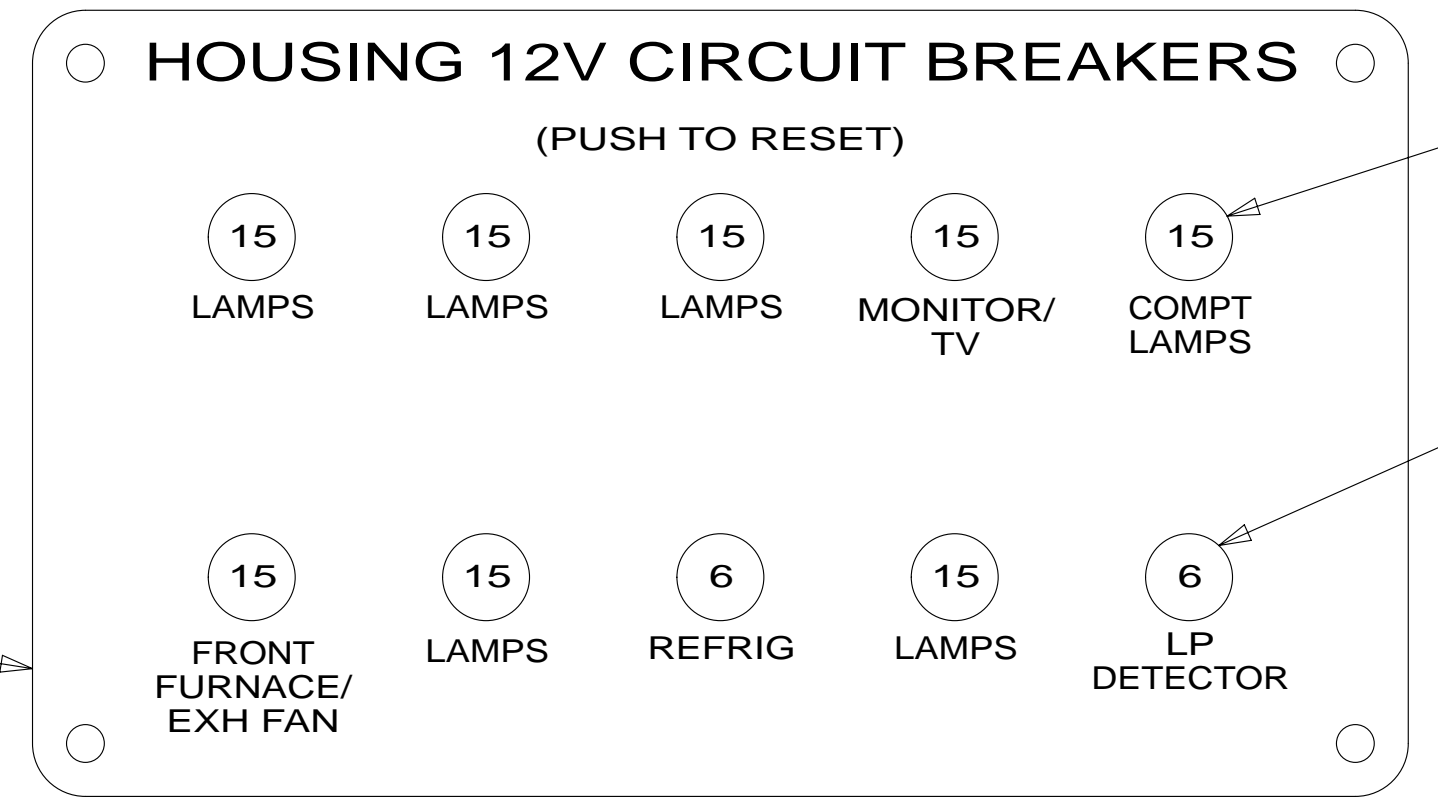 HOUSING 12V CIRCUIT BREAKERS
(PUSH TO RESET)
15 15 15 15 15
LAMPS LAMPS LAMPS MONITOR/ COMPT
TV LAMPS
15 15 6 15 6
FRONT LAMPS REFRIG LAMPS LP
FURNACE/ DETECTOR
EXH FAN